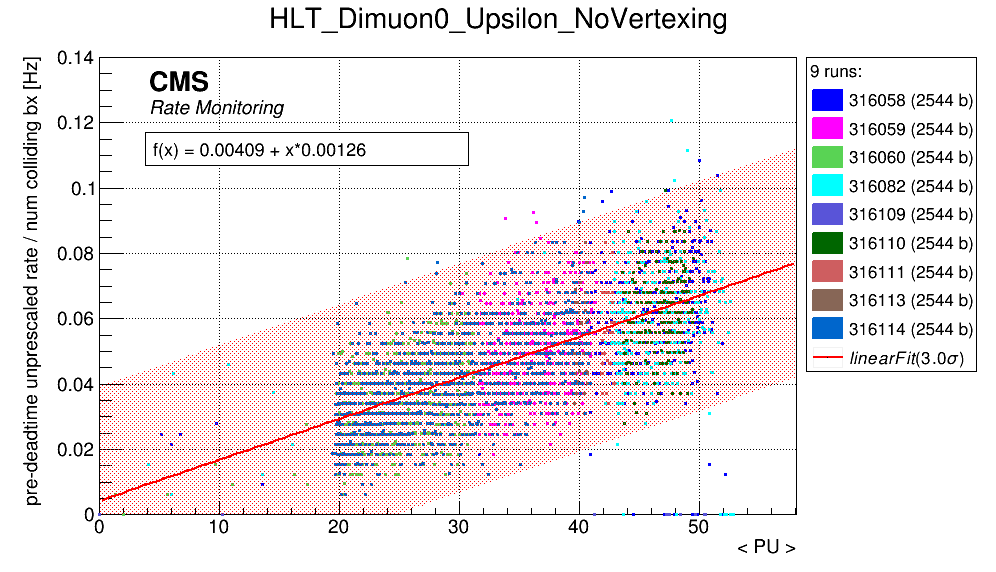 HLT_Dimuon0_Upsilon_NoVertexing
pre-deadtime unprescaled rate / num colliding bx [Hz]
0.14
0.12
0.1
0.08
0.06
0.04
0.02
0
CMS
Rate Monitoring
f(x) = 0.00409 + x*0.00126
0 10 20 30 40 50
< PU >
9 runs:
316058 (2544 b)
316059 (2544 b)
316060 (2544 b)
316082 (2544 b)
316109 (2544 b)
316110 (2544 b)
316111 (2544 b)
316113 (2544 b)
316114 (2544 b)
linearFit(3.0σ)